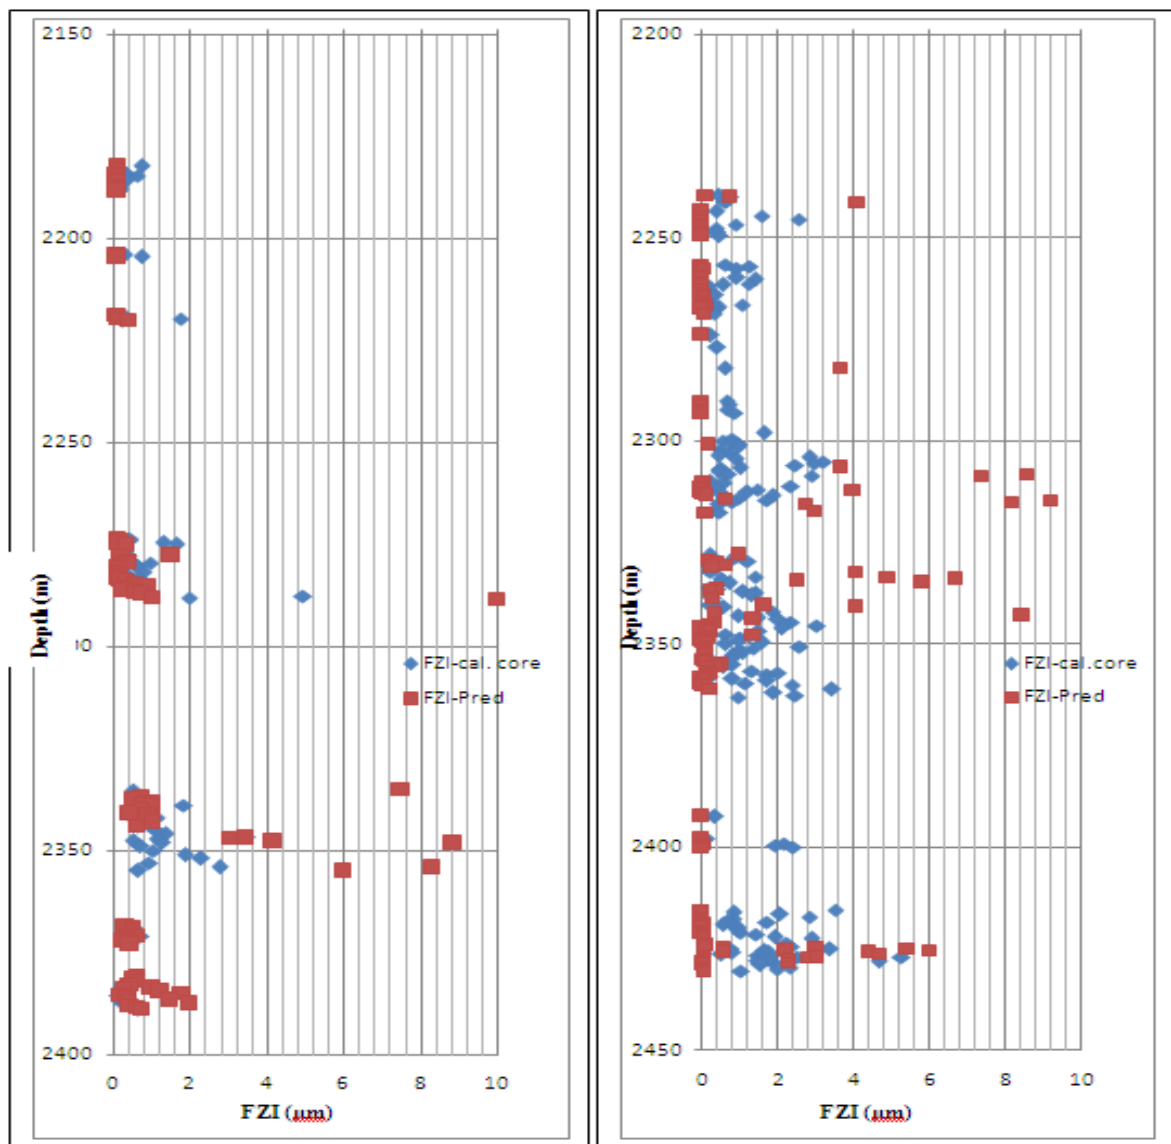 2150
2200
2250
10
2350
2400
Depth (m)
FZI-cal. core
FZI-Pred
0 2 4 6 8 10
FZI (μm)
2200
2250
2300
2350
2400
2450
Depth (m)
FZI-cal.core
FZI-Pred
0 2 4 6 8 10
FZI (μm)